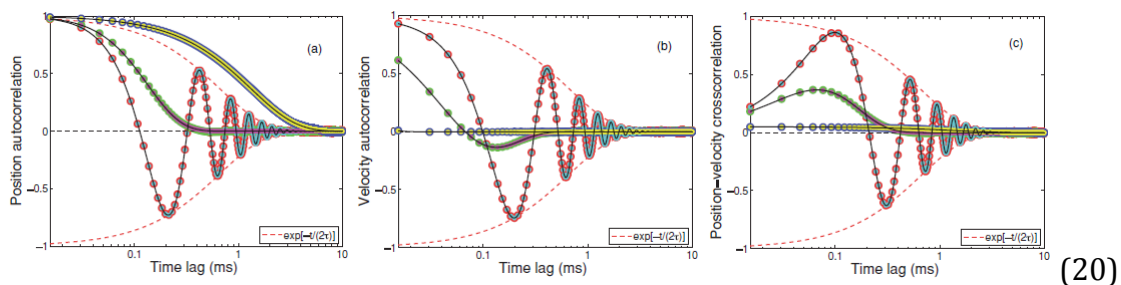 Position autocorrelation
1
0.5
0
−0.5
−1
(a)
0.1
1
10
Time lag (ms)
exp[−t/(2τ)]
Velocity autocorrelation
1
0.5
0
−0.5
−1
(b)
0.1
1
10
Time lag (ms)
exp[−t/(2τ)]
Position−velocity crosscorrelation
1
0.5
0
−0.5
−1
(c)
0.1
1
10
Time lag (ms)
exp[−t/(2τ)]
(20)